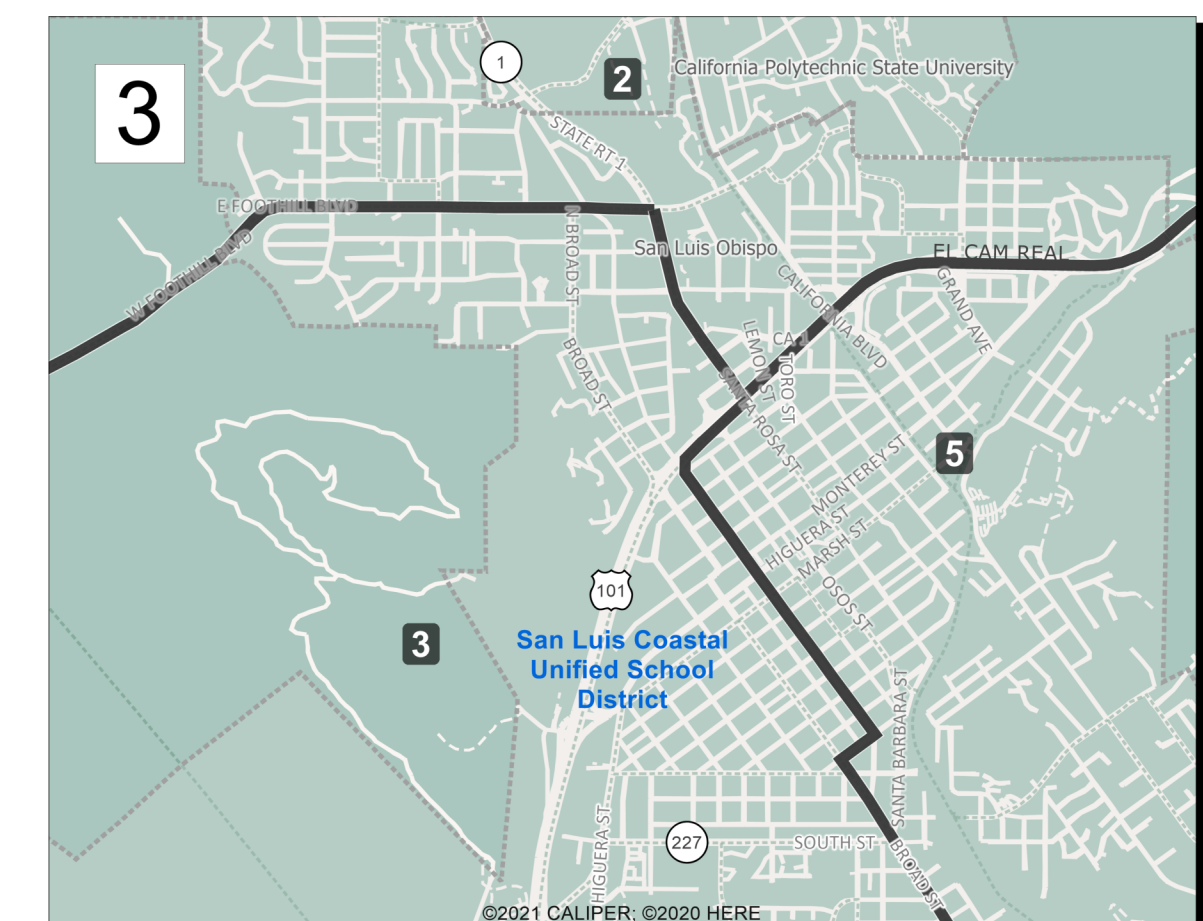 3
1
2
California Polytechnic State University
STATE RT 1
E FOOTHILL BLVD
W FOOTHILL BLVD
N BROAD ST
San Luis Obispo
EL CAM REAL
CALIFORNIA BLVD
GRAND AVE
CA 1
LEMON ST
TORO ST
BROAD ST
SANTA ROSA ST
MONTEREY ST
5
HIGUERA ST
MARSH ST
OSOS ST
101
3
San Luis Coastal
Unified School
District
SANTA BARBARA ST
HIGUERA ST
227
SOUTH ST
BROAD ST
©2021 CALIPER; ©2020 HERE